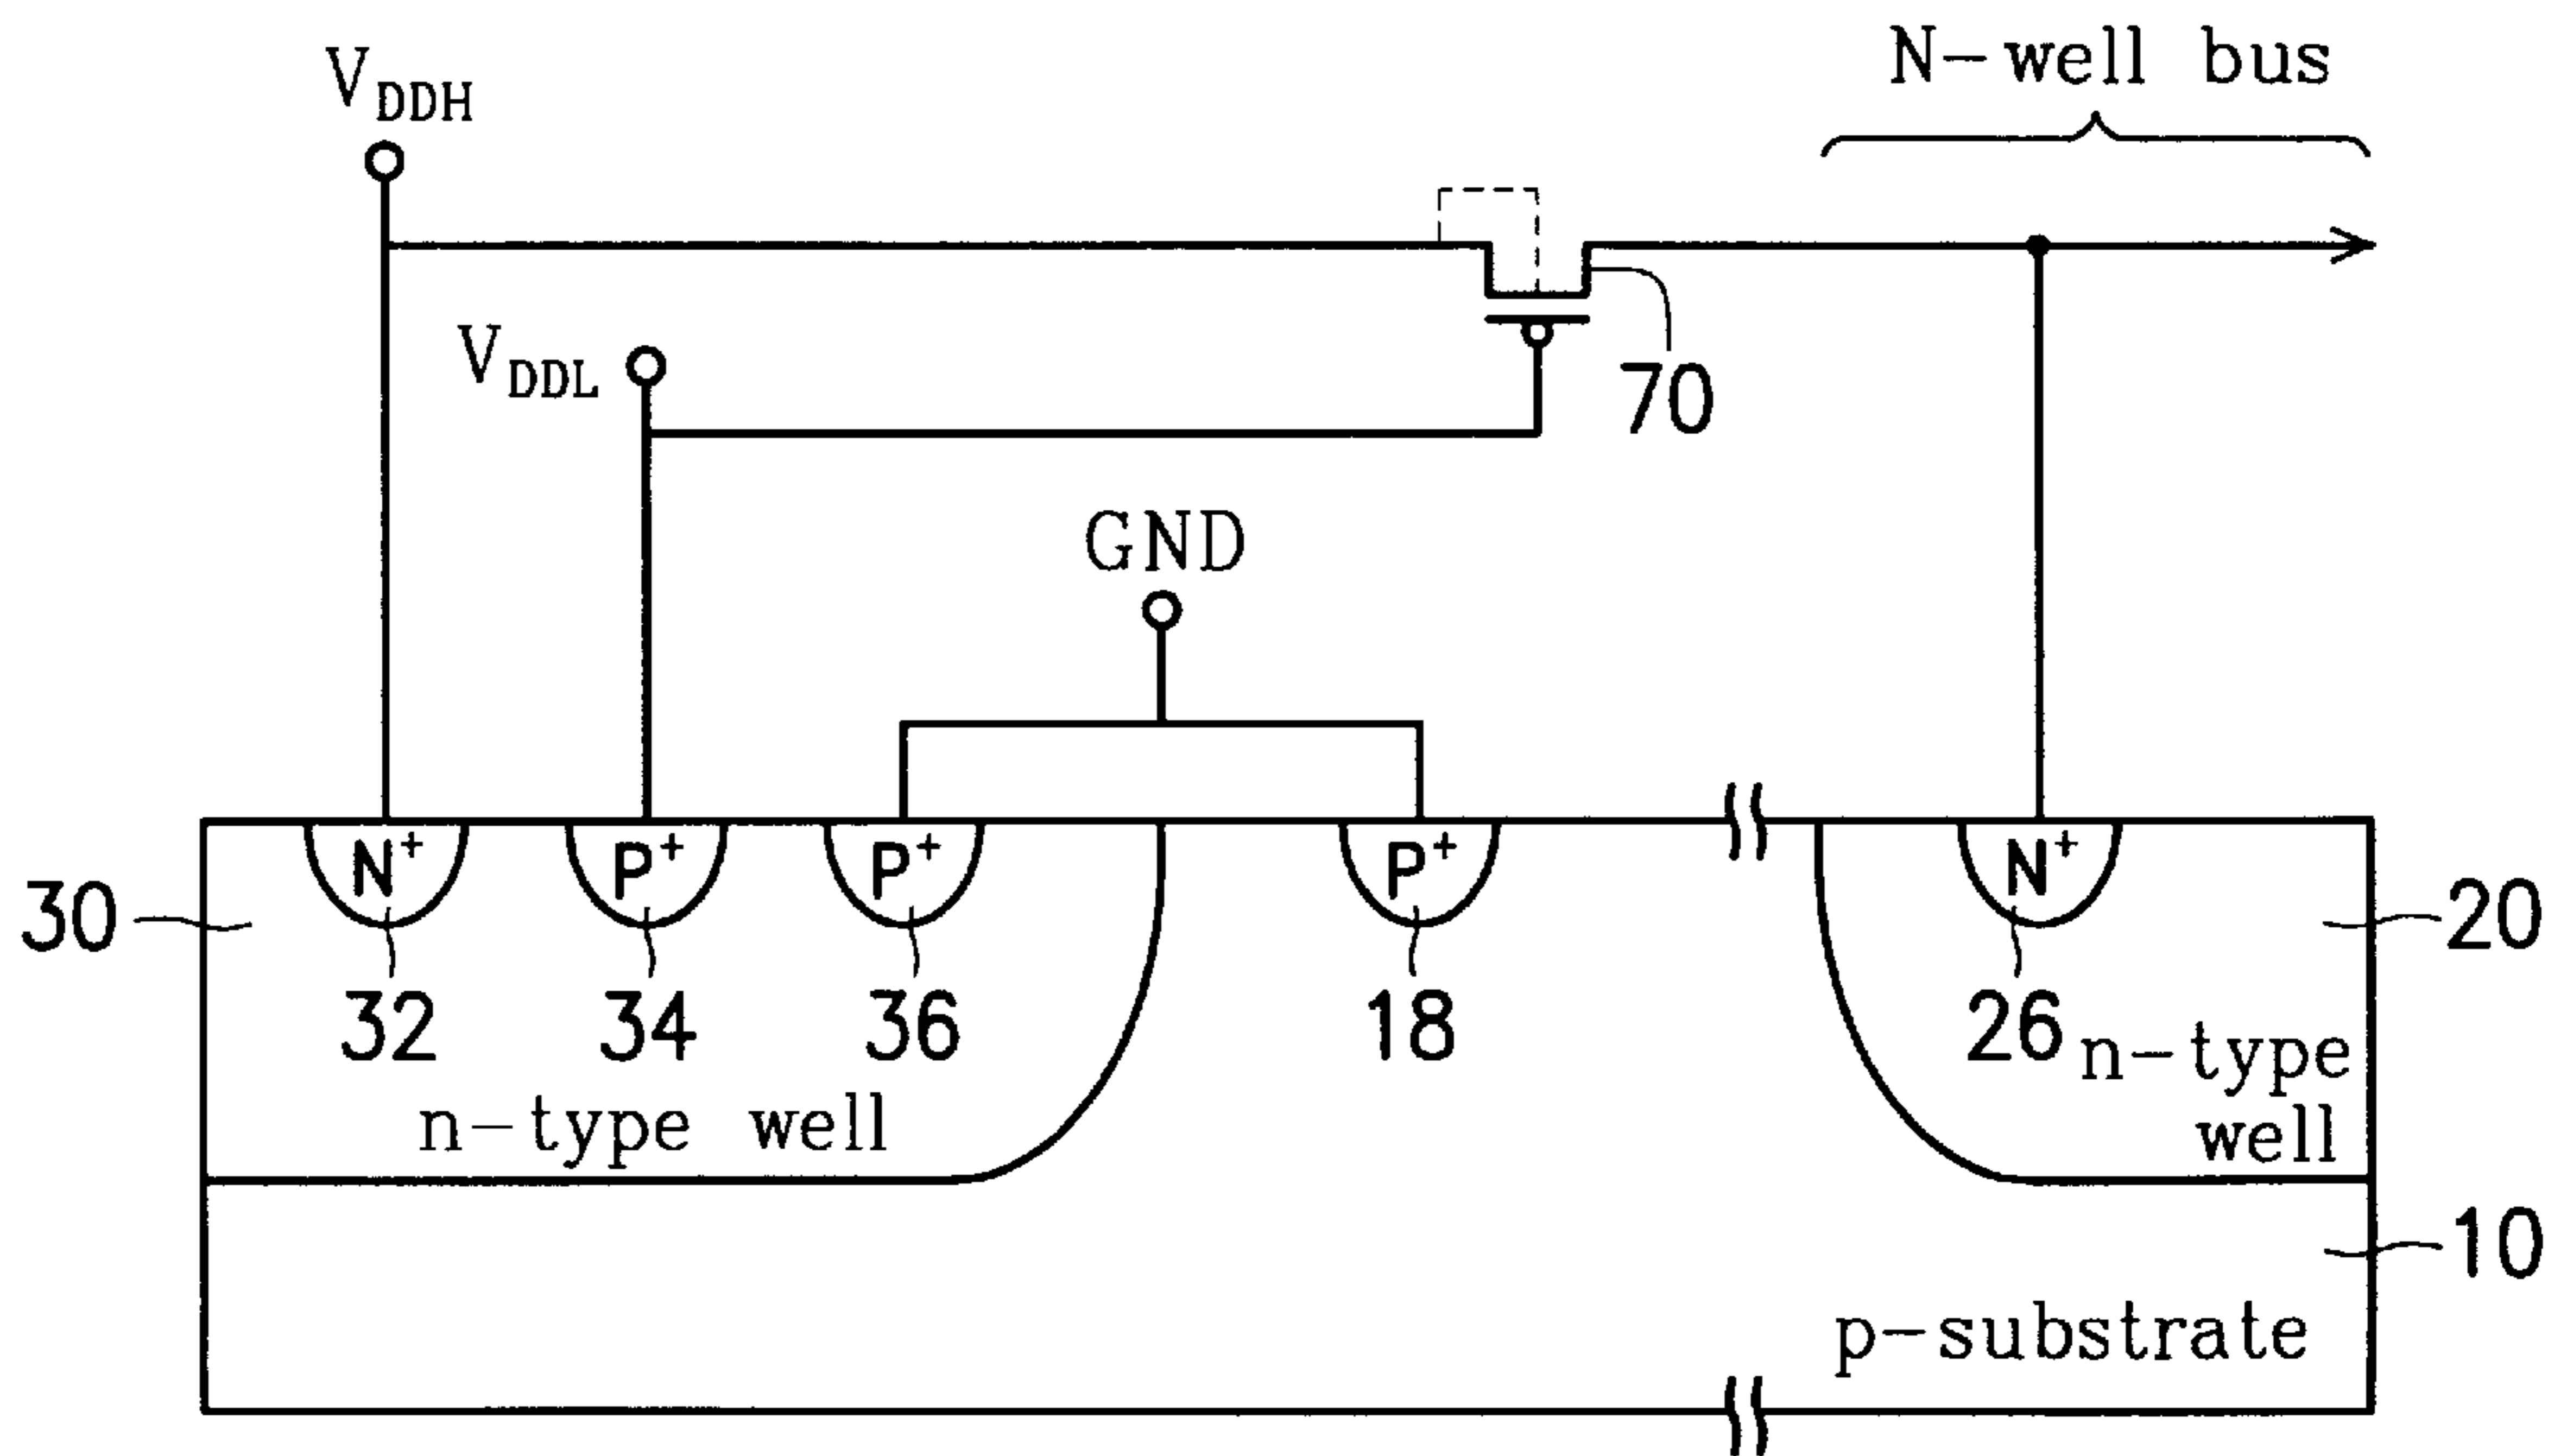 N-well bus
VDDH
VDDL
70
GND
N+ P+ P+ P+ N+
30 20
32 34 36 18 26
n-type well
n-type
well
10
p-substrate